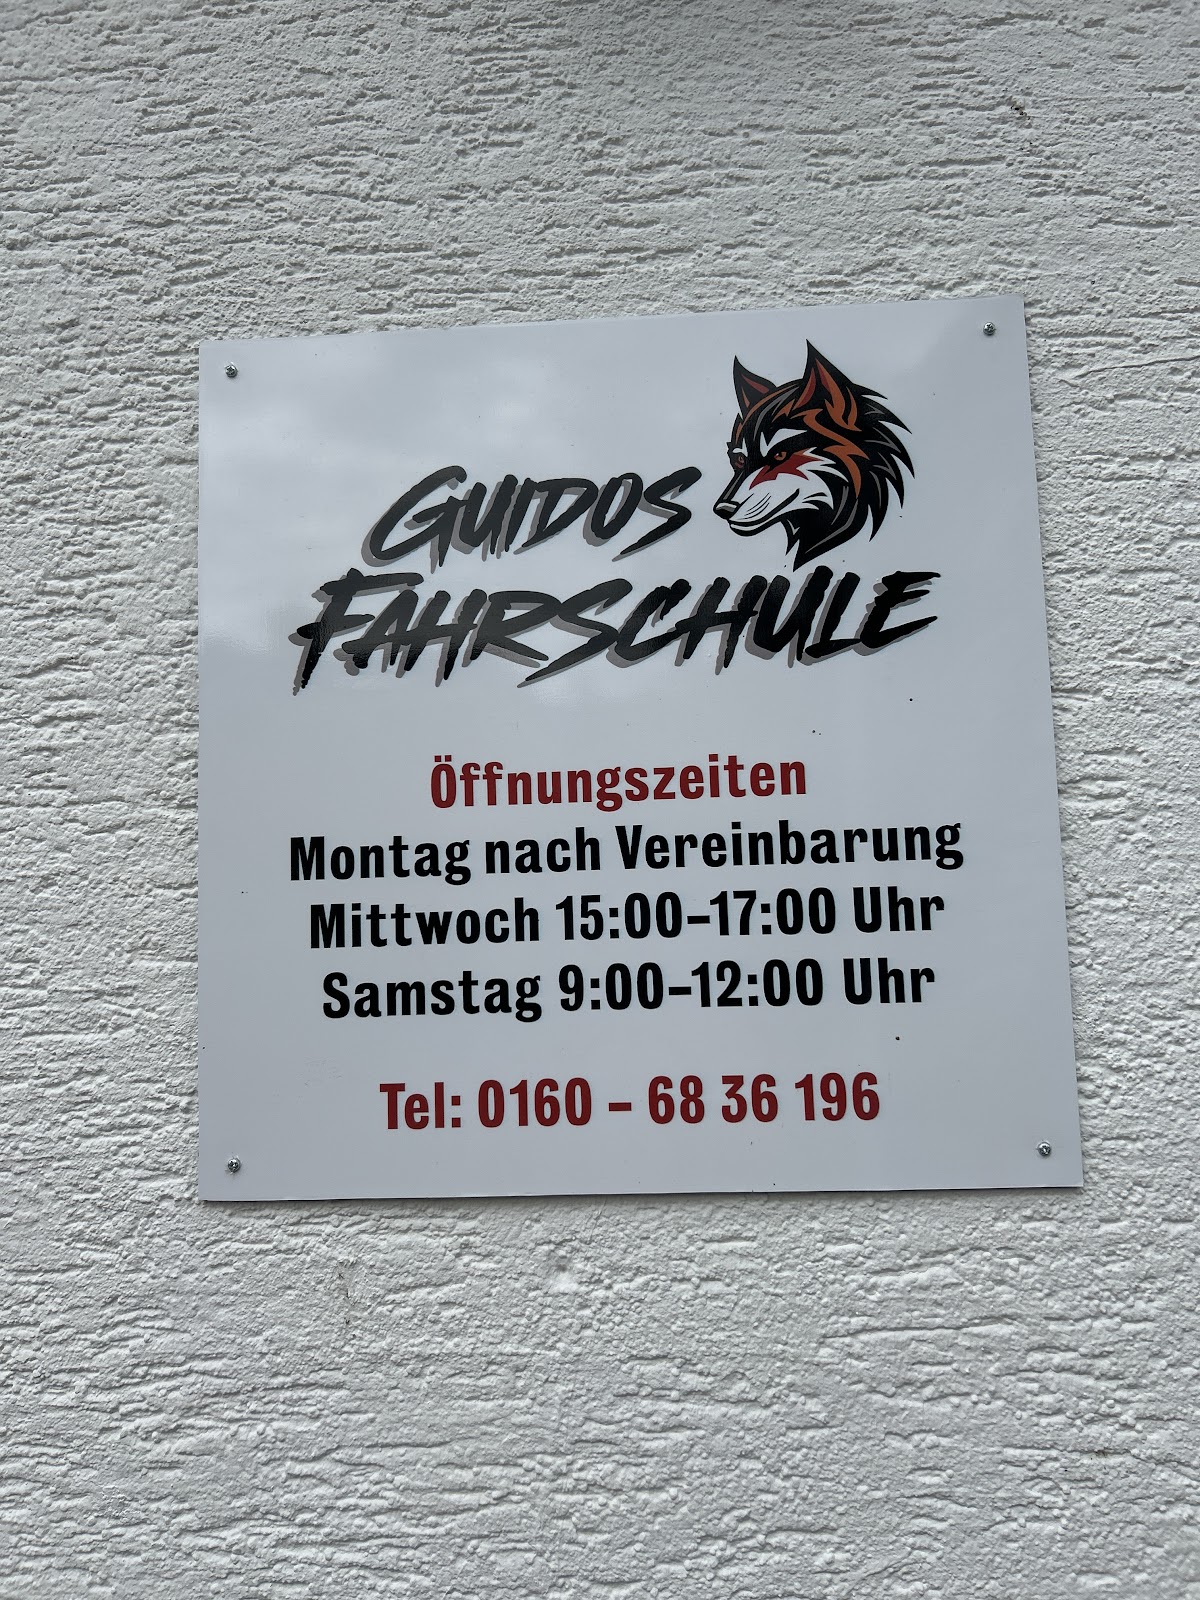 GUIDOS
FAHRSCHULE
Öffnungszeiten
Montag nach Vereinbarung
Mittwoch 15:00–17:00 Uhr
Samstag 9:00–12:00 Uhr
Tel: 0160 – 68 36 196